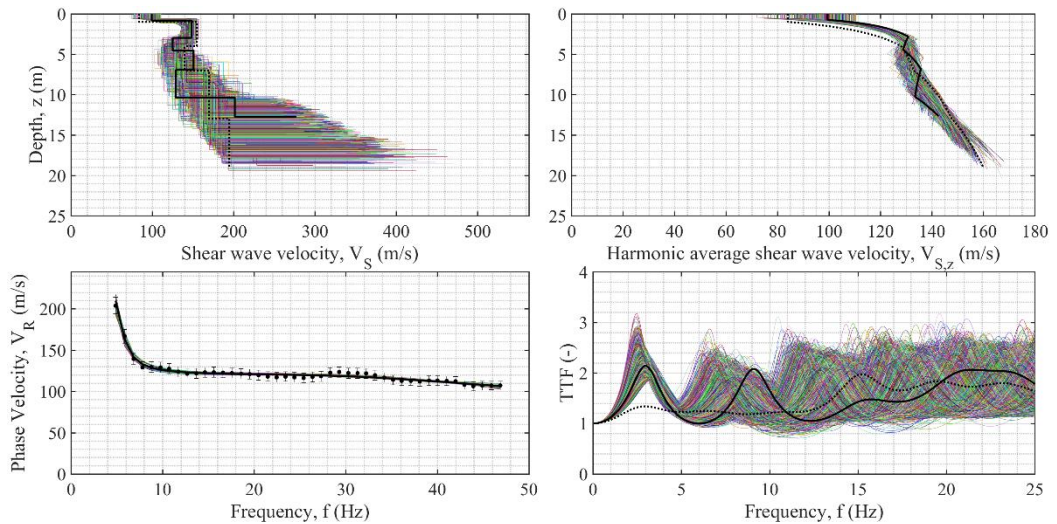 0
5
10
15
20
25
Depth, z (m)
0 100 200 300 400 500
Shear wave velocity, V_S (m/s)
0
5
10
15
20
25
0 20 40 60 80 100 120 140 160 180
Harmonic average shear wave velocity, V_S,z (m/s)
200
150
100
50
0
Phase Velocity, V_R (m/s)
0 10 20 30 40 50
Frequency, f (Hz)
4
3
2
1
0
TTF (-)
0 5 10 15 20 25
Frequency, f (Hz)